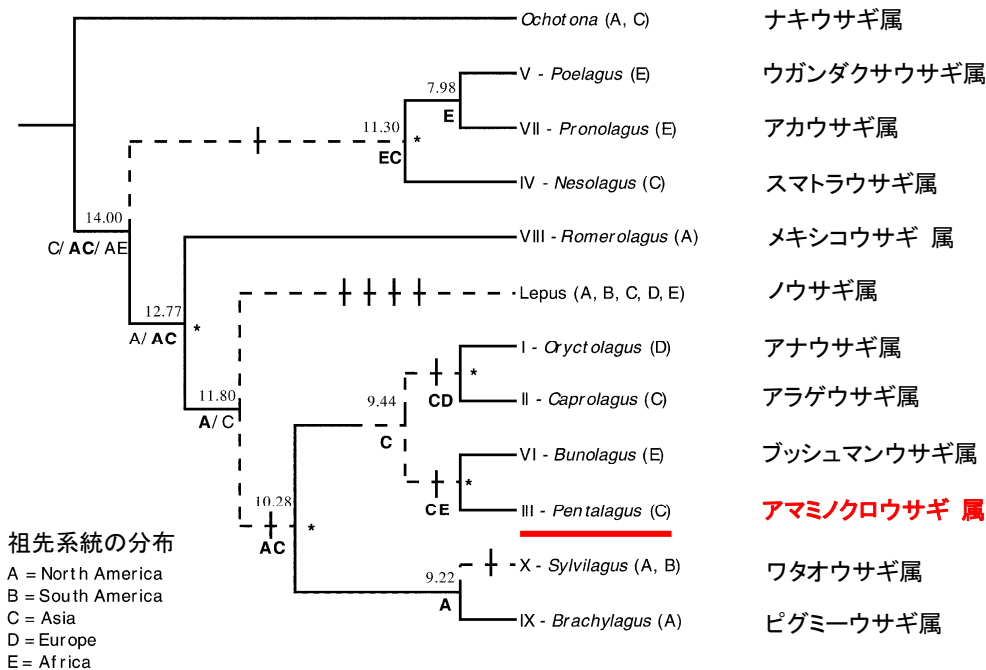 Ochotona (A, C) ナキウサギ属
V - Poelagus (E) ウガンダクサウサギ属
7.98
E
VII - Pronolagus (E) アカウサギ属
11.30
*
EC
IV - Nesolagus (C) スマトラウサギ属
14.00
C/ AC/ AE
VIII - Romerolagus (A) メキシコウサギ 属
Lepus (A, B, C, D, E) ノウサギ属
12.77
*
A/ AC
I - Oryctolagus (D) アナウサギ属
*
CD
II - Caprolagus (C) アラゲウサギ属
11.80
A/ C
9.44
C
VI - Bunolagus (E) ブッシュマンウサギ属
*
CE
III - Pentalagus (C) アマミノクロウサギ 属
10.28
*
AC
X - Sylvilagus (A, B) ワタオウサギ属
9.22
A
IX - Brachylagus (A) ピグミーウサギ属
祖先系統の分布
A = North America
B = South America
C = Asia
D = Europe
E = Africa